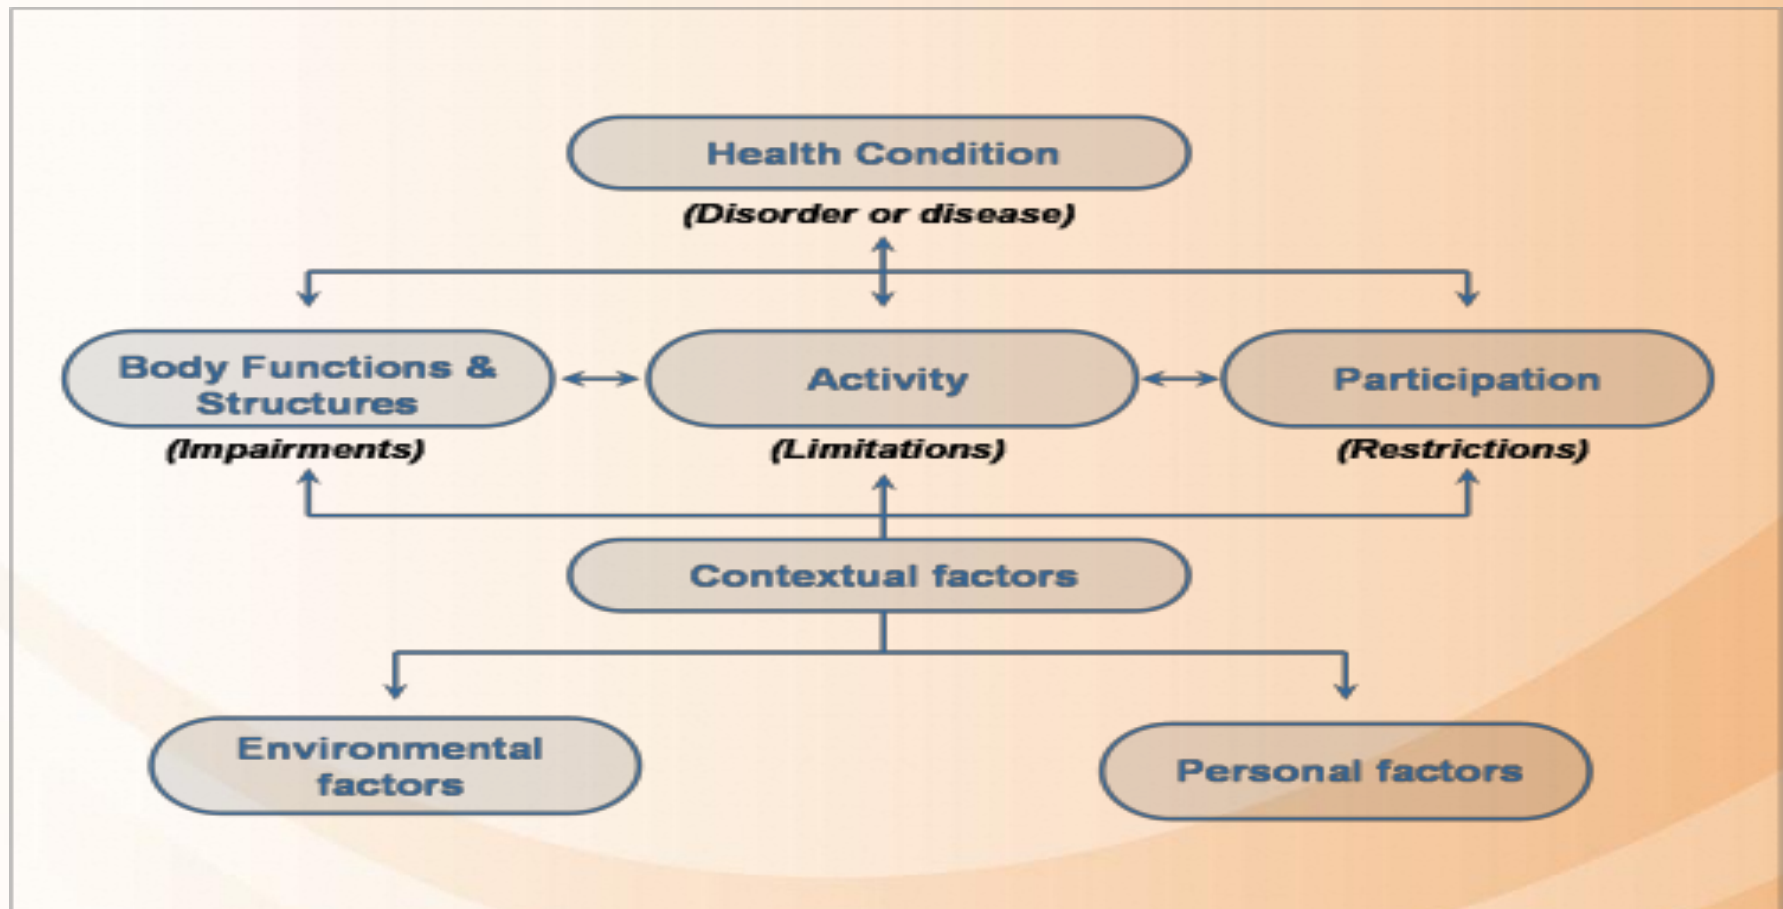 Health Condition
(Disorder or disease)
Body Functions &
Structures
(Impairments)
Activity
(Limitations)
Participation
(Restrictions)
Contextual factors
Environmental
factors
Personal factors